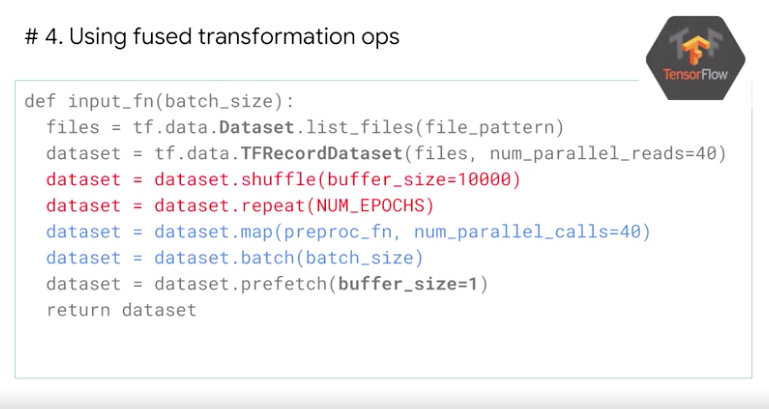 # 4. Using fused transformation ops
TensorFlow
def input_fn(batch_size):
files = tf.data.Dataset.list_files(file_pattern)
dataset = tf.data.TFRecordDataset(files, num_parallel_reads=40)
dataset = dataset.shuffle(buffer_size=10000)
dataset = dataset.repeat(NUM_EPOCHS)
dataset = dataset.map(preproc_fn, num_parallel_calls=40)
dataset = dataset.batch(batch_size)
dataset = dataset.prefetch(buffer_size=1)
return dataset